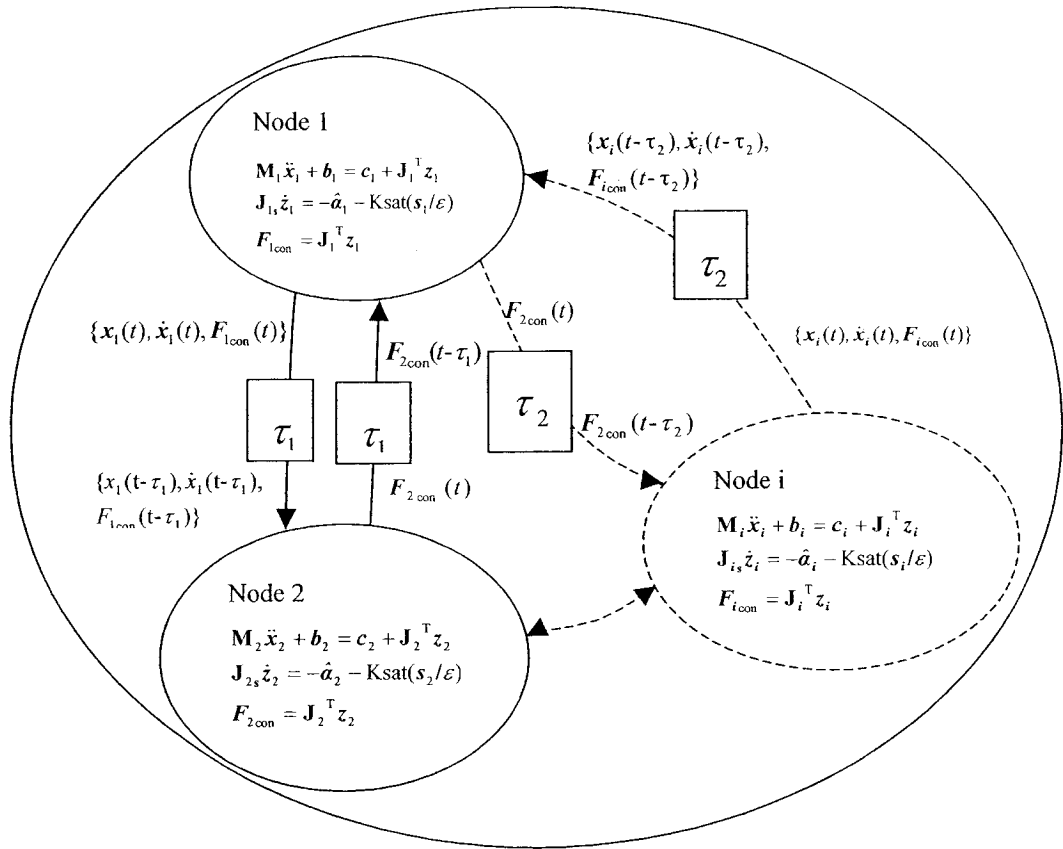 Node 1
M₁ẍ₁ + b₁ = c₁ + J₁ᵀz₁
J₁ₛż₁ = −α̂₁ − Ksat(s₁/ε)
F₁con = J₁ᵀz₁
{xᵢ(t-τ₂), ẋᵢ(t-τ₂),
Fᵢcon(t-τ₂)}
τ₂
{x₁(t), ẋ₁(t), F₁con(t)}
F₂con(t-τ₁)
F₂con(t)
{xᵢ(t), ẋᵢ(t), Fᵢcon(t)}
τ₁
τ₁
τ₂
F₂con(t-τ₂)
{x₁(t-τ₁), ẋ₁(t-τ₁),
F₁con(t-τ₁)}
F₂con(t)
Node i
Mᵢẍᵢ + bᵢ = cᵢ + Jᵢᵀzᵢ
Jᵢₛżᵢ = −α̂ᵢ − Ksat(sᵢ/ε)
Fᵢcon = Jᵢᵀzᵢ
Node 2
M₂ẍ₂ + b₂ = c₂ + J₂ᵀz₂
J₂ₛż₂ = −α̂₂ − Ksat(s₂/ε)
F₂con = J₂ᵀz₂